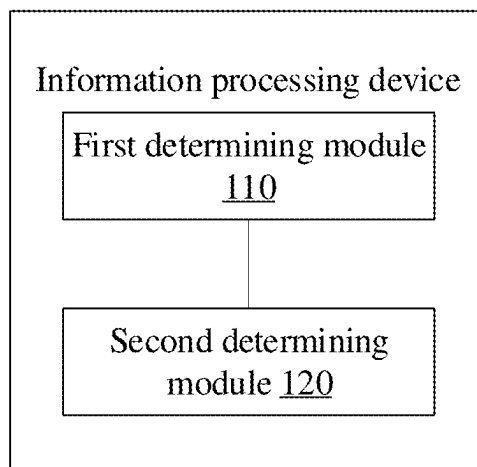 Information processing device
First determining module
110
Second determining
module 120